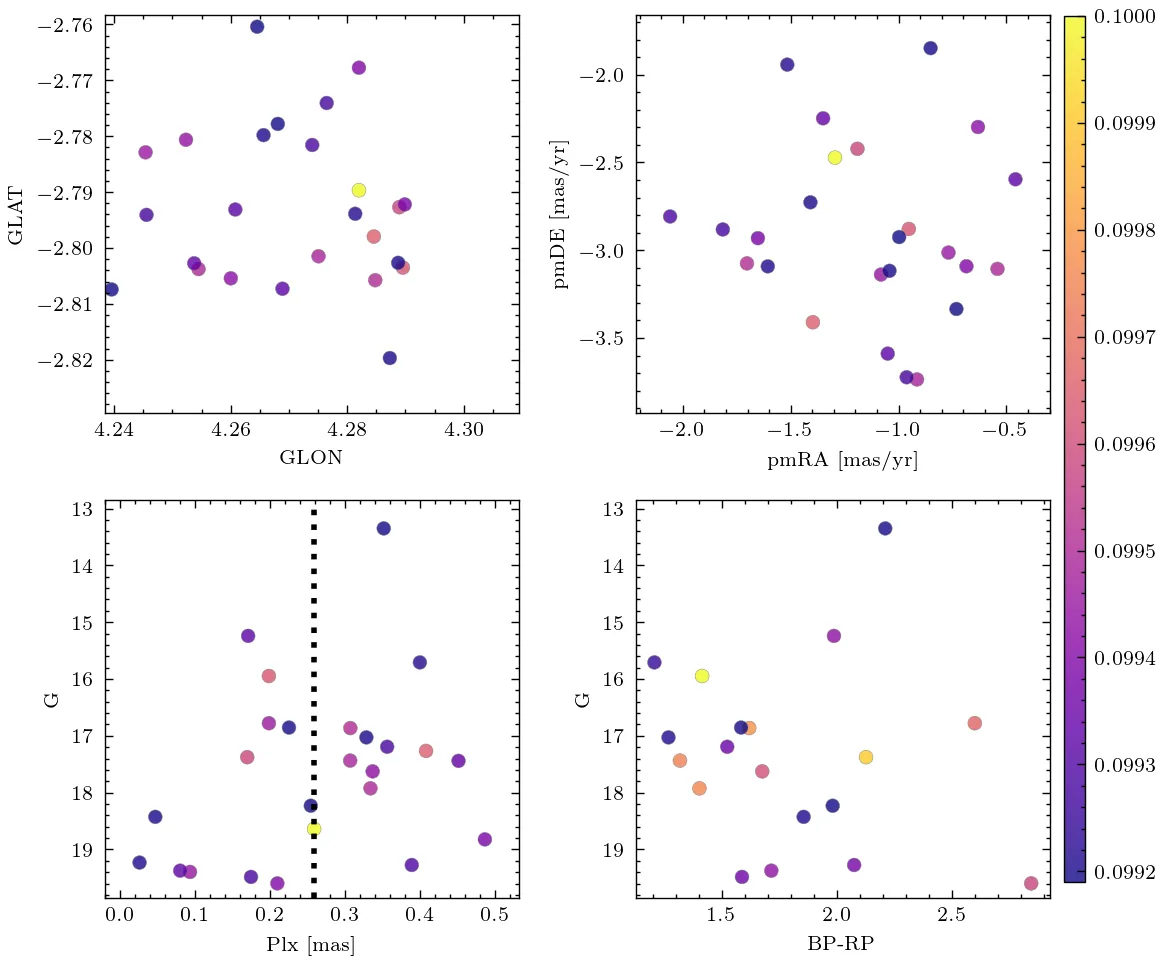 −2.76
−2.77
−2.78
−2.79
−2.80
−2.81
−2.82
GLAT
4.24 4.26 4.28 4.30
GLON
−2.0
−2.5
−3.0
−3.5
pmDE [mas/yr]
−2.0 −1.5 −1.0 −0.5
pmRA [mas/yr]
0.1000
0.0999
0.0998
0.0997
0.0996
0.0995
0.0994
0.0993
0.0992
13
14
15
16
17
18
19
G
0.0 0.1 0.2 0.3 0.4 0.5
Plx [mas]
13
14
15
16
17
18
19
G
1.5 2.0 2.5
BP-RP